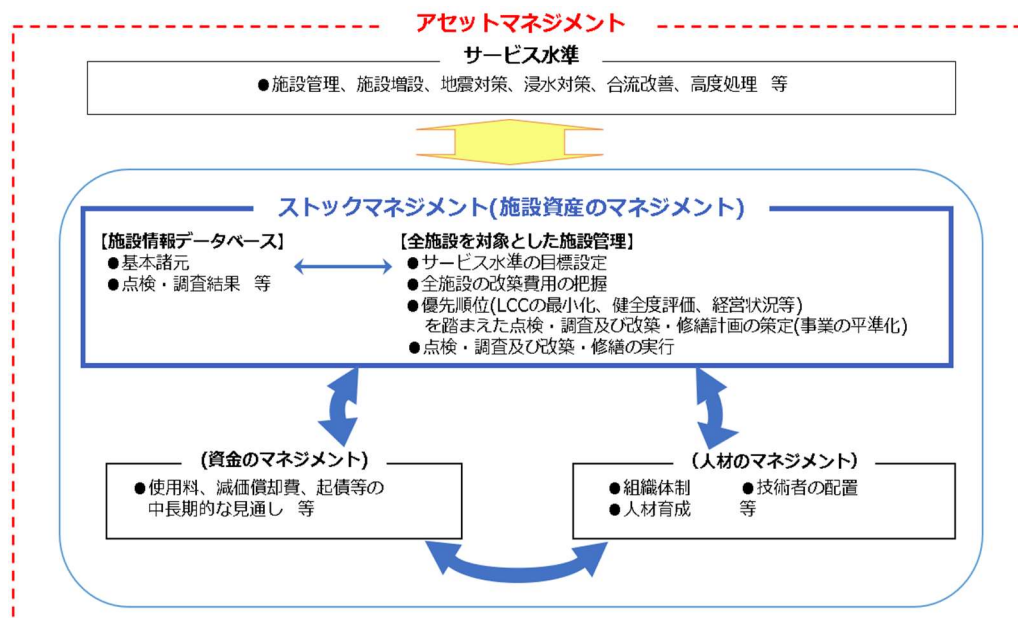 アセットマネジメント
サービス水準
●施設管理、施設増設、地震対策、浸水対策、合流改善、高度処理 等
ストックマネジメント(施設資産のマネジメント)
【施設情報データベース】
●基本諸元
●点検・調査結果 等
【全施設を対象とした施設管理】
●サービス水準の目標設定
●全施設の改築費用の把握
●優先順位(LCCの最小化、健全度評価、経営状況等)
を踏まえた点検・調査及び改築・修繕計画の策定(事業の平準化)
●点検・調査及び改築・修繕の実行
(資金のマネジメント)
●使用料、減価償却費、起債等の
中長期的な見通し 等
(人材のマネジメント)
●組織体制 ●技術者の配置
●人材育成 等